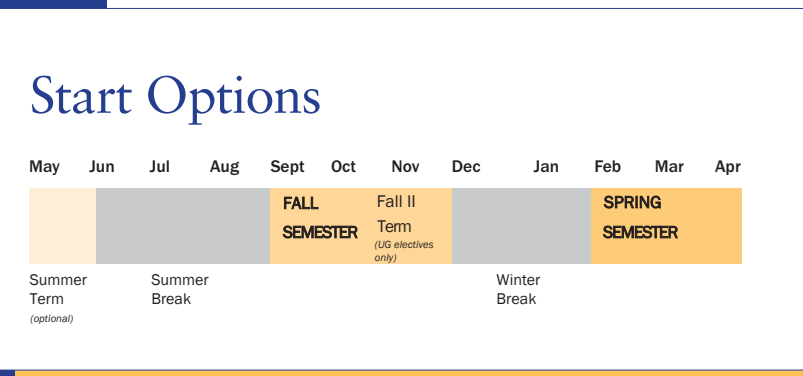 Start Options
May Jun Jul Aug Sept Oct Nov Dec Jan Feb Mar Apr
FALL
SEMESTER
Fall II
Term
(UG electives
only)
SPRING
SEMESTER
Summer
Term
(optional)
Summer
Break
Winter
Break